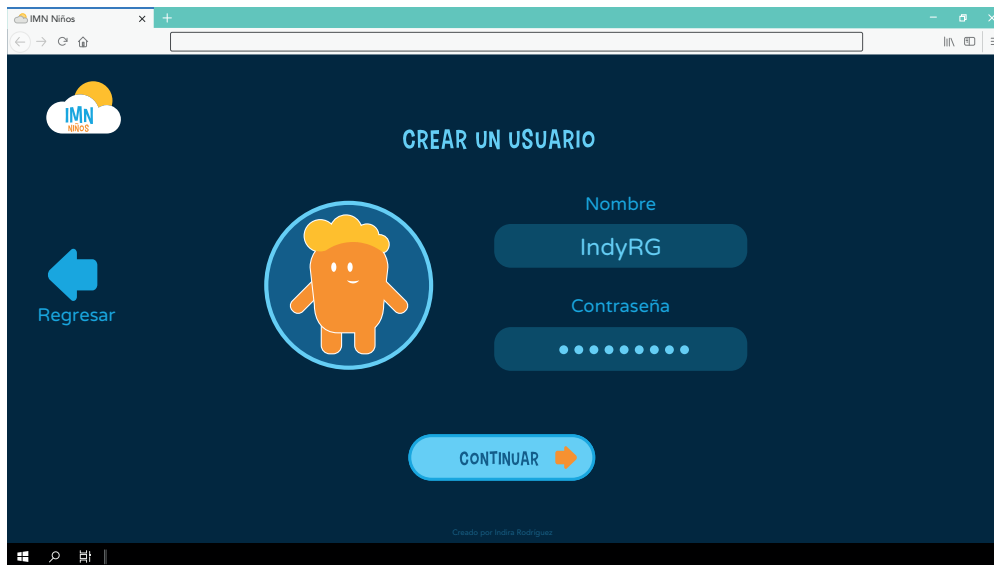 IMN Niños
IMN
NIÑOS
CREAR UN USUARIO
Nombre
IndyRG
Contraseña
Regresar
CONTINUAR
Creado por Indira Rodríguez